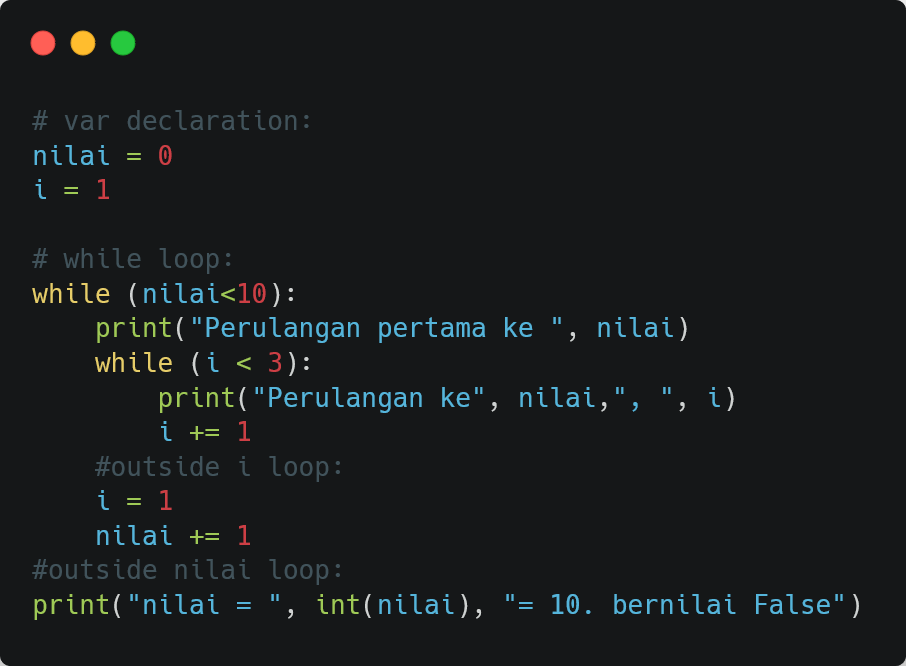 # var declaration:
nilai = 0
i = 1
# while loop:
while (nilai<10):
    print("Perulangan pertama ke ", nilai)
    while (i < 3):
        print("Perulangan ke", nilai,", ", i)
        i += 1
    #outside i loop:
    i = 1
    nilai += 1
#outside nilai loop:
print("nilai = ", int(nilai), "= 10. bernilai False")